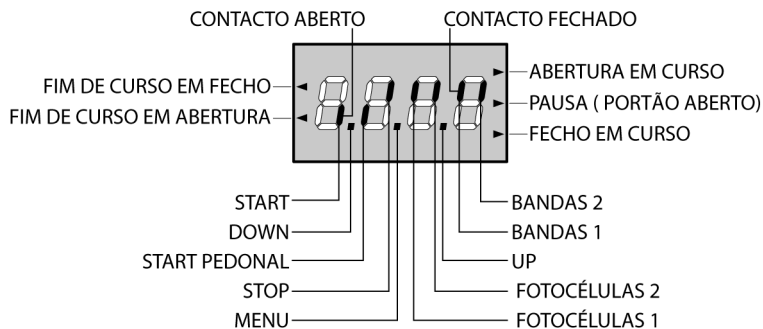 CONTACTO ABERTO
CONTACTO FECHADO
FIM DE CURSO EM FECHO
FIM DE CURSO EM ABERTURA
ABERTURA EM CURSO
PAUSA ( PORTÃO ABERTO)
FECHO EM CURSO
START
DOWN
START PEDONAL
STOP
MENU
BANDAS 2
BANDAS 1
UP
FOTOCÉLULAS 2
FOTOCÉLULAS 1